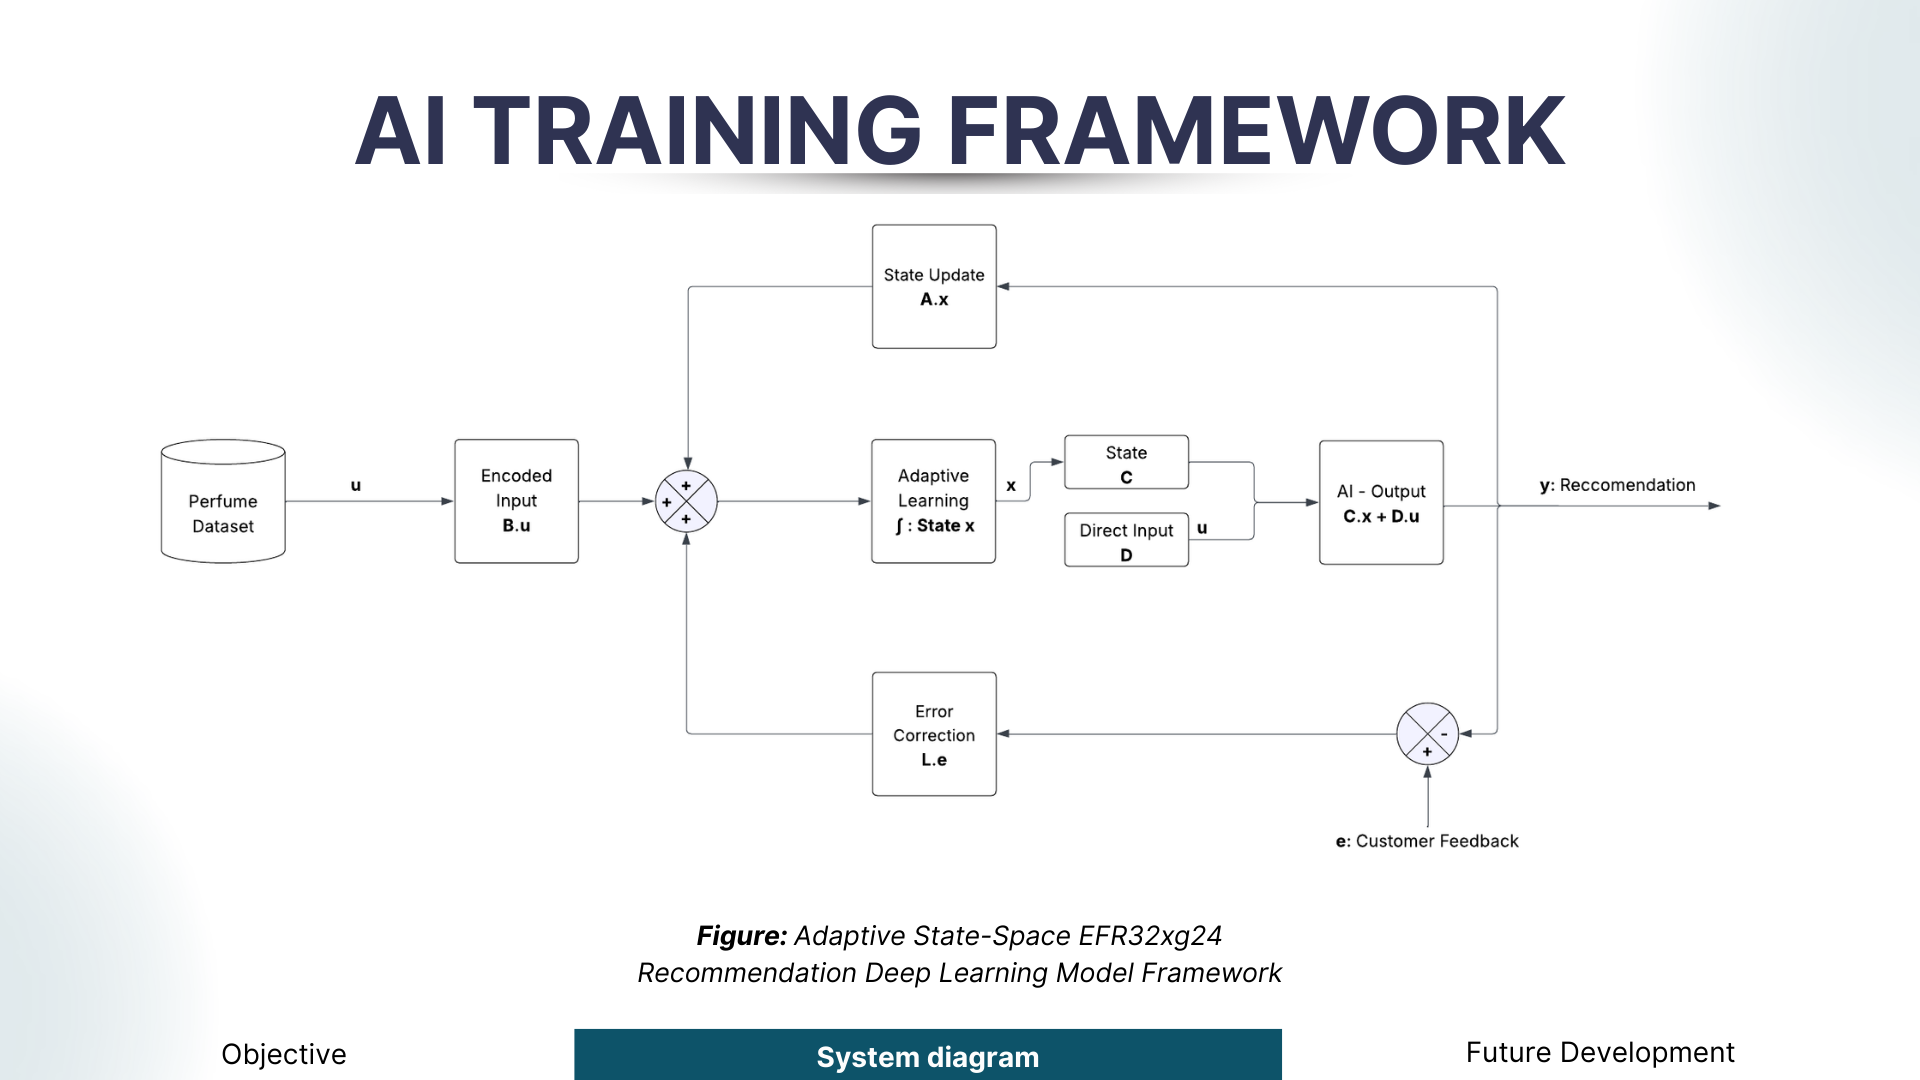 AI TRAINING FRAMEWORK
State Update
A.x
Perfume
Dataset
u
Encoded
Input
B.u
+
+
+
Adaptive
Learning
∫ : State x
x
State
C
Direct Input
D
u
AI - Output
C.x + D.u
y: Reccomendation
Error
Correction
L.e
-
+
e: Customer Feedback
Figure: Adaptive State-Space EFR32xg24
Recommendation Deep Learning Model Framework
Objective
System diagram
Future Development